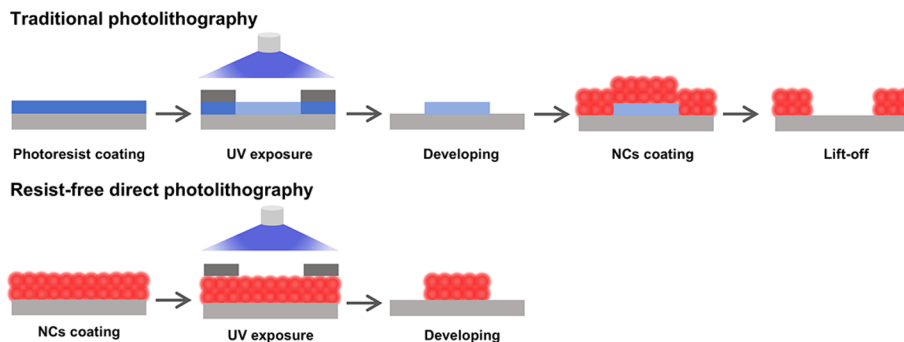 Traditional photolithography
Photoresist coating
UV exposure
Developing
NCs coating
Lift-off
Resist-free direct photolithography
NCs coating
UV exposure
Developing